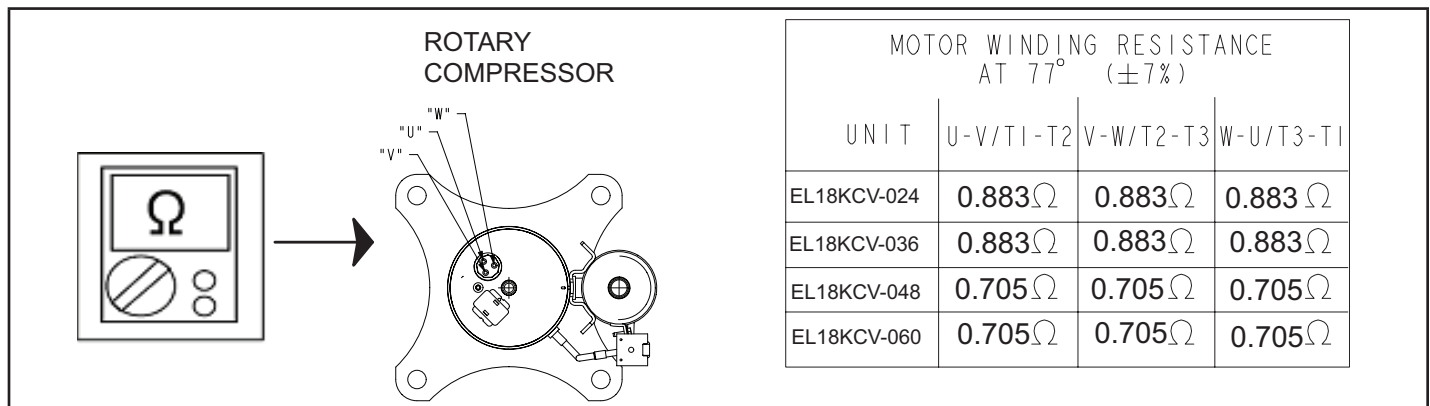 ROTARY
COMPRESSOR
"W"
"U"
"V"
Ω
MOTOR WINDING RESISTANCE
AT 77° (±7%)
UNIT U-V/T1-T2 V-W/T2-T3 W-U/T3-T1
EL18KCV-024 0.883Ω 0.883Ω 0.883 Ω
EL18KCV-036 0.883Ω 0.883Ω 0.883Ω
EL18KCV-048 0.705Ω 0.705Ω 0.705Ω
EL18KCV-060 0.705Ω 0.705Ω 0.705Ω